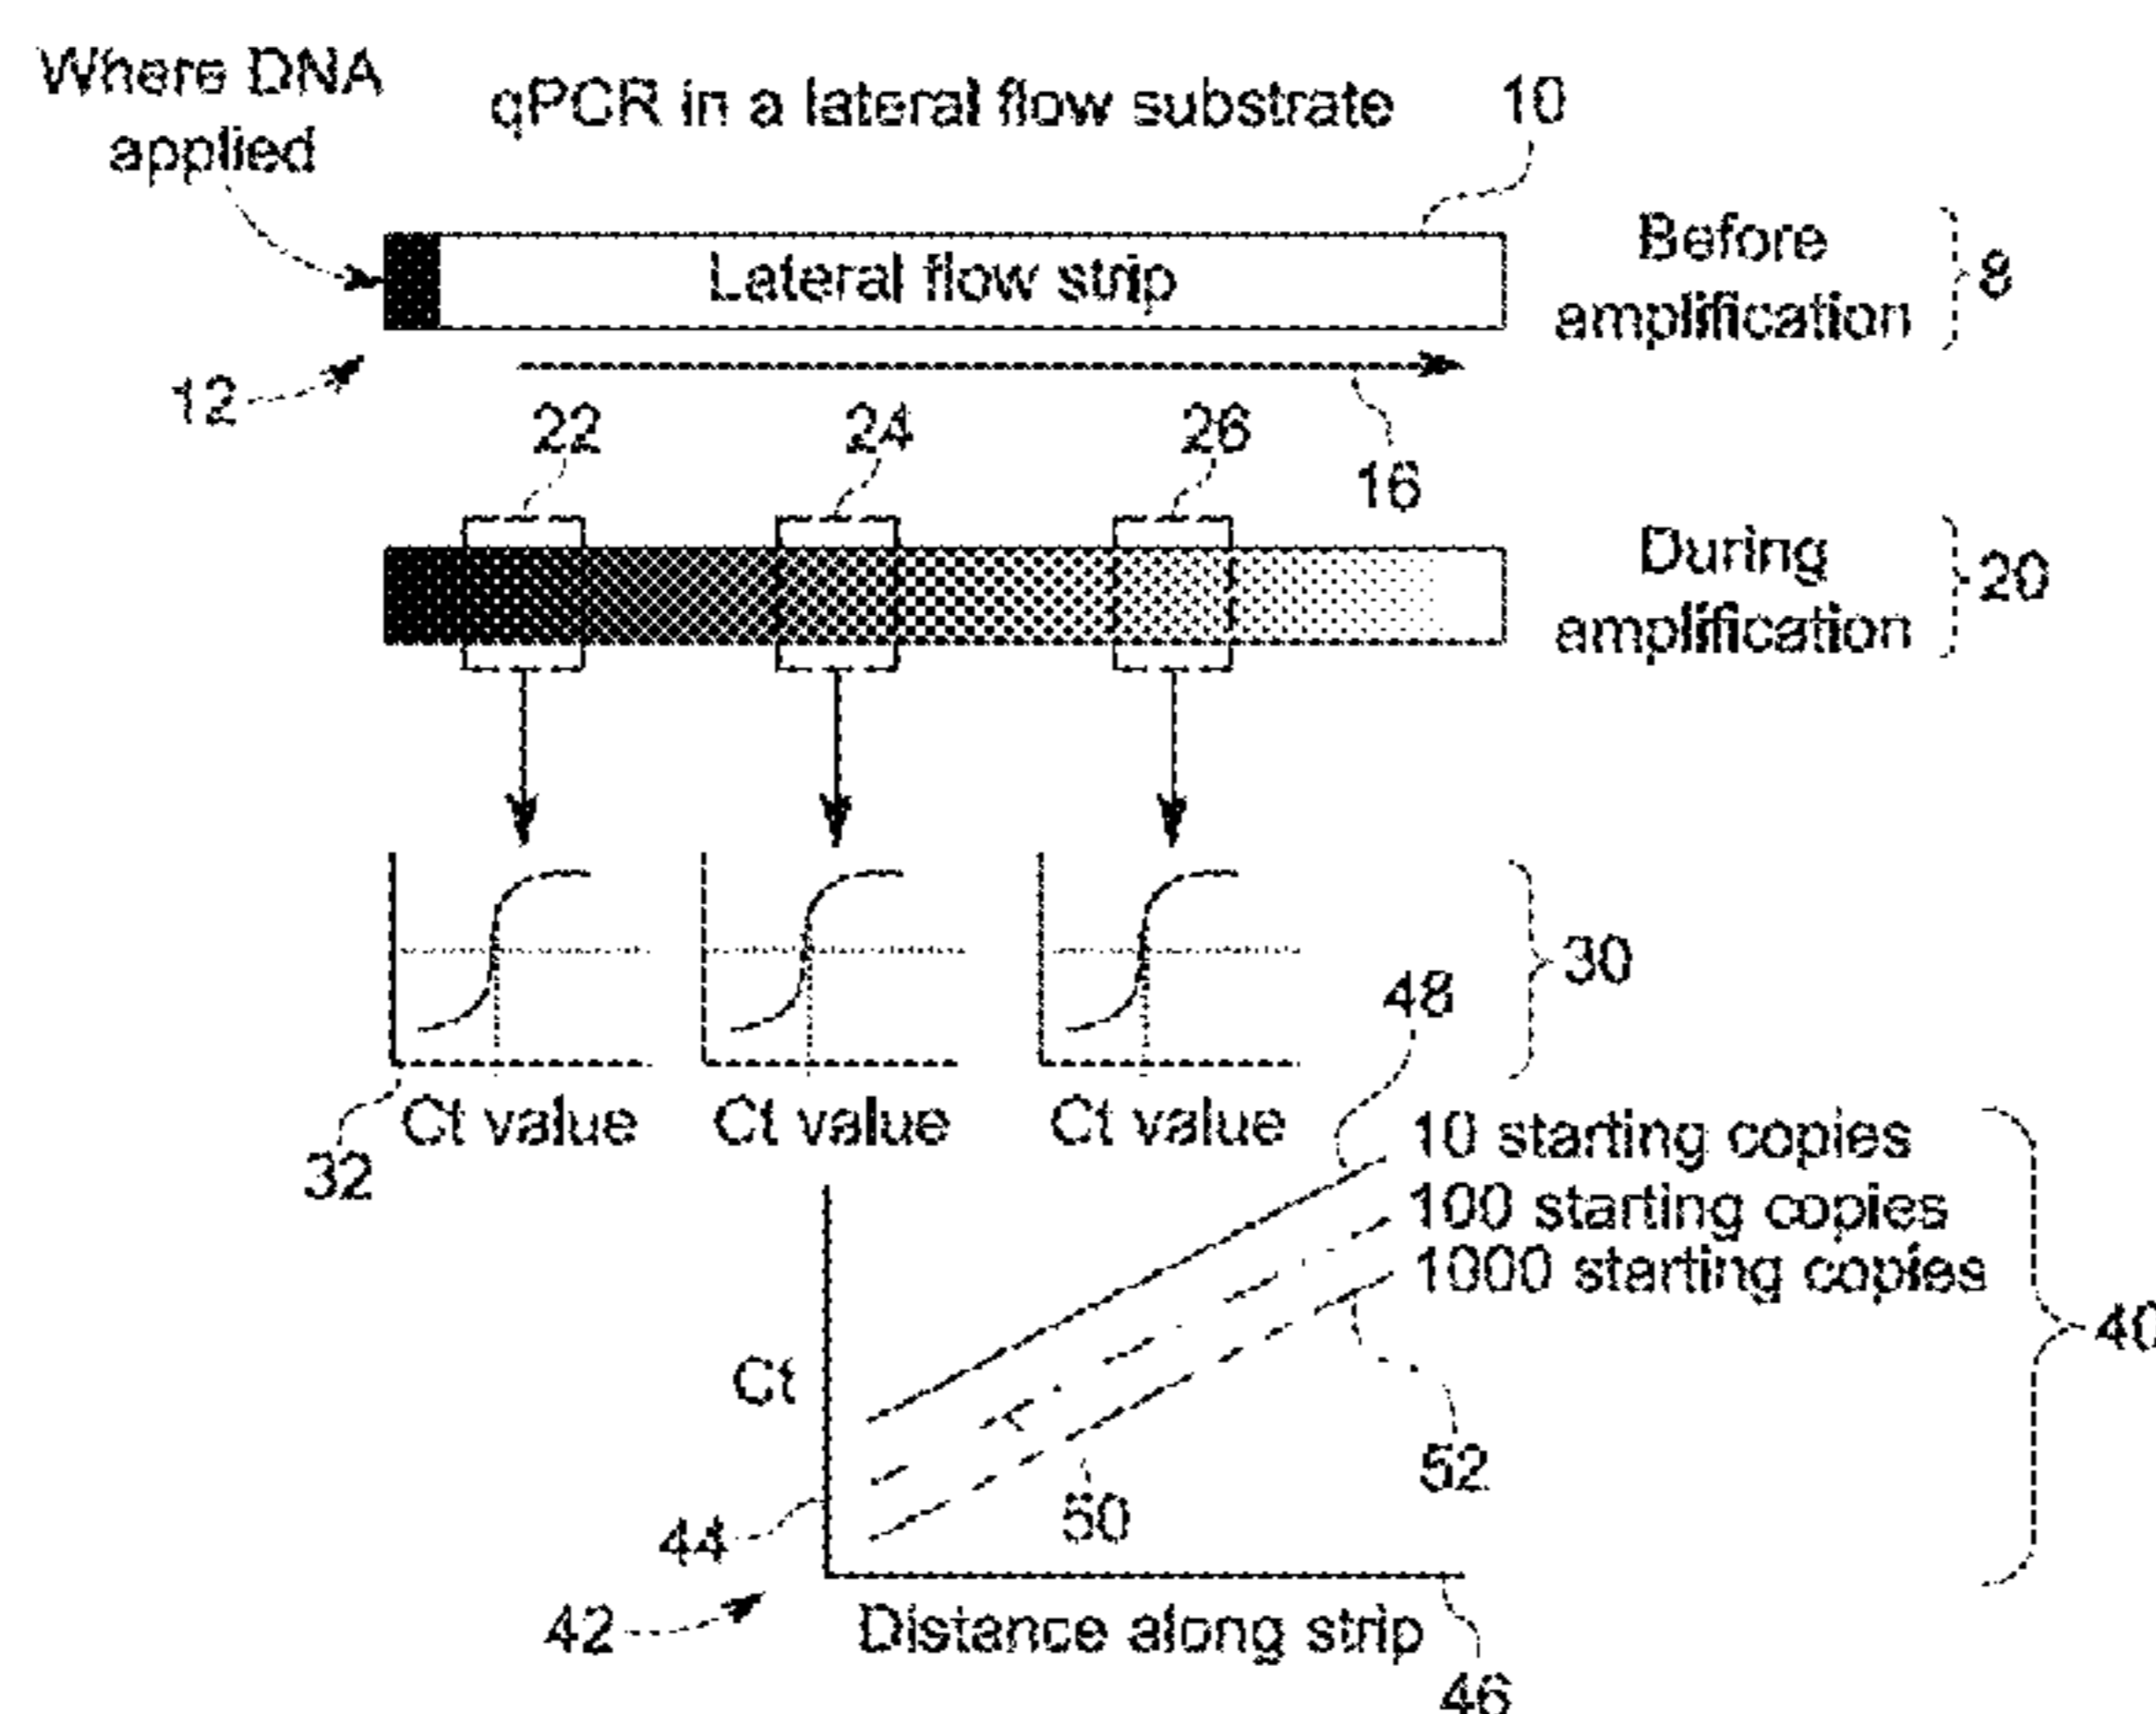 Where DNA
applied
qPCR in a lateral flow substrate
10
Lateral flow strip
Before
amplification
8
12
16
22
24
26
During
amplification
20
30
32
Ct value
Ct value
Ct value
48
10 starting copies
100 starting copies
1000 starting copies
40
Ct
44
50
52
42
Distance along strip
46